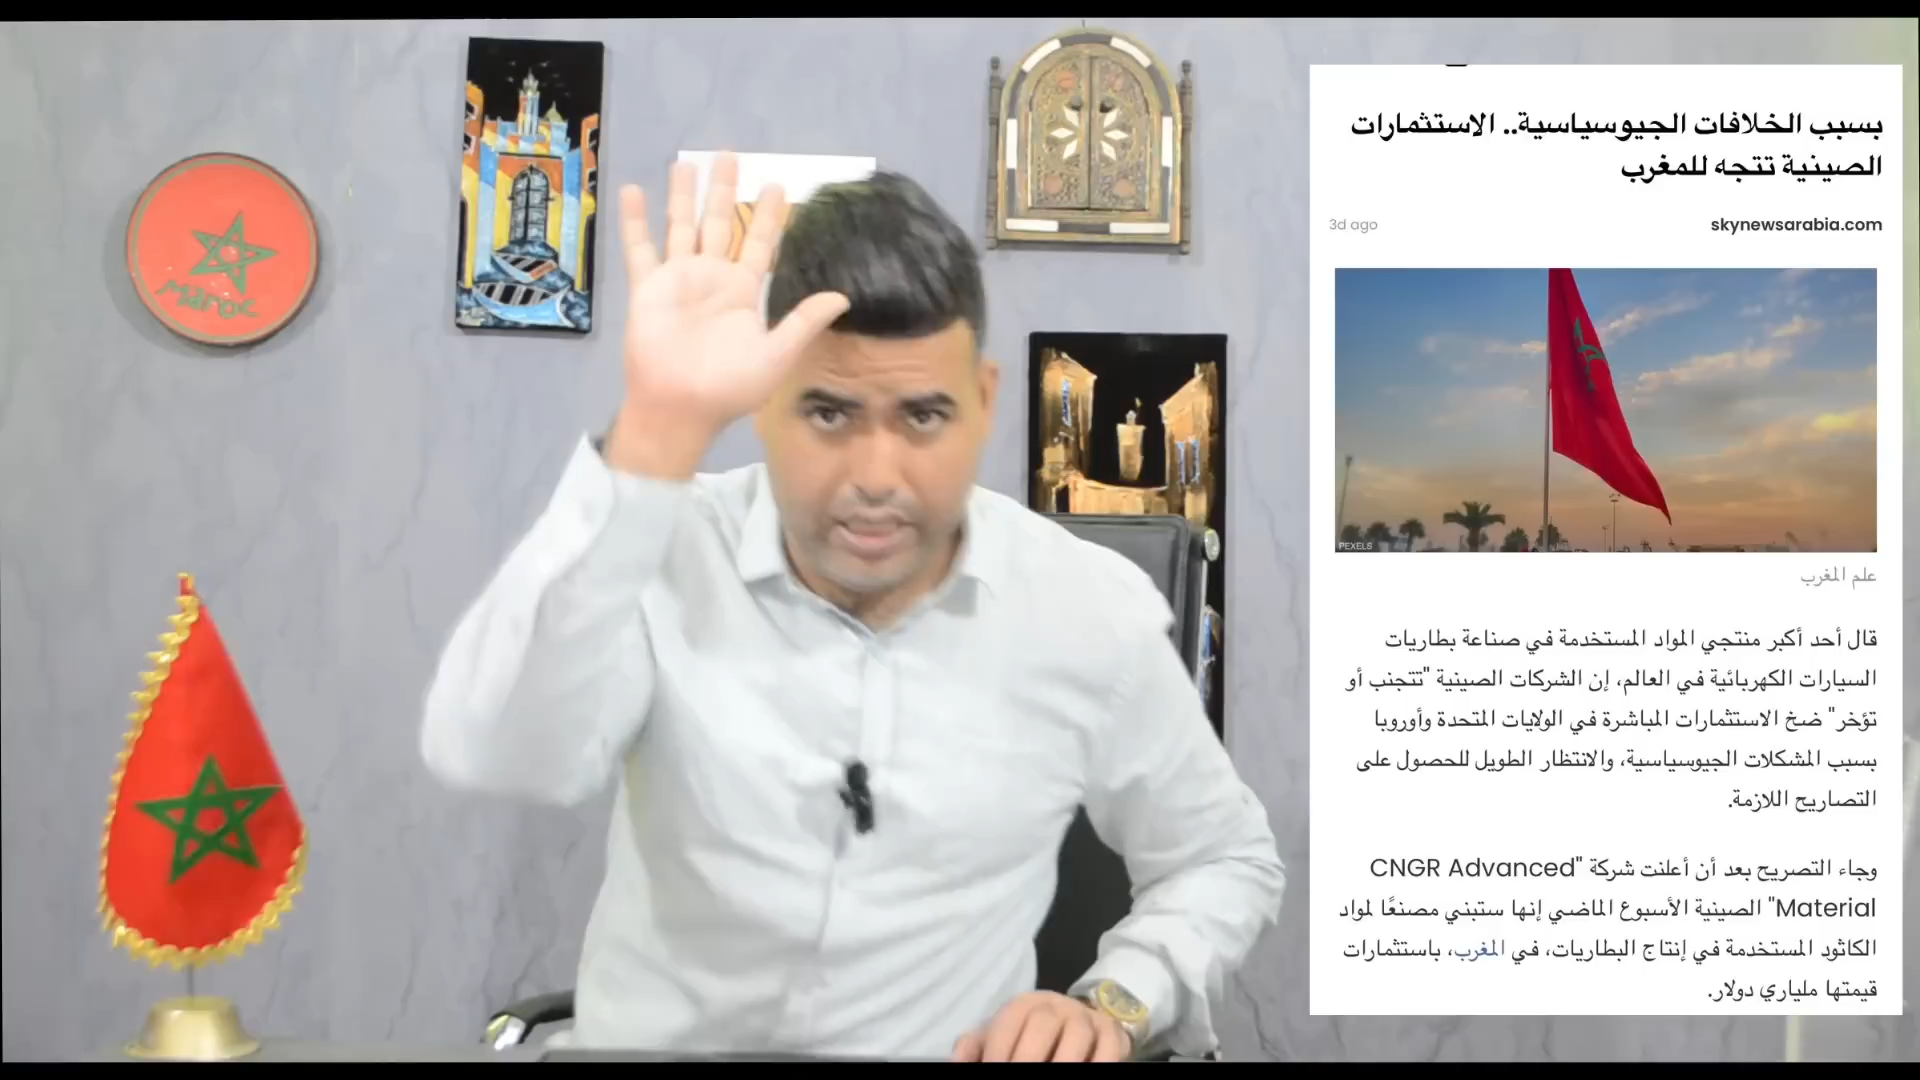 Maroc
بسبب الخلافات الجيوسياسية.. الاستثمارات
الصينية تتجه للمغرب
3d ago
skynewsarabia.com
PEXELS
علم المغرب
قال أحد أكبر منتجي المواد المستخدمة في صناعة بطاريات
السيارات الكهربائية في العالم، إن الشركات الصينية "تتجنب أو
تؤخر" ضخ الاستثمارات المباشرة في الولايات المتحدة وأوروبا
بسبب المشكلات الجيوسياسية، والانتظار الطويل للحصول على
التصاريح اللازمة.
وجاء التصريح بعد أن أعلنت شركة "CNGR Advanced
Material" الصينية الأسبوع الماضي إنها ستبني مصنعًا لمواد
الكاثود المستخدمة في إنتاج البطاريات، في المغرب، باستثمارات
قيمتها ملياري دولار.